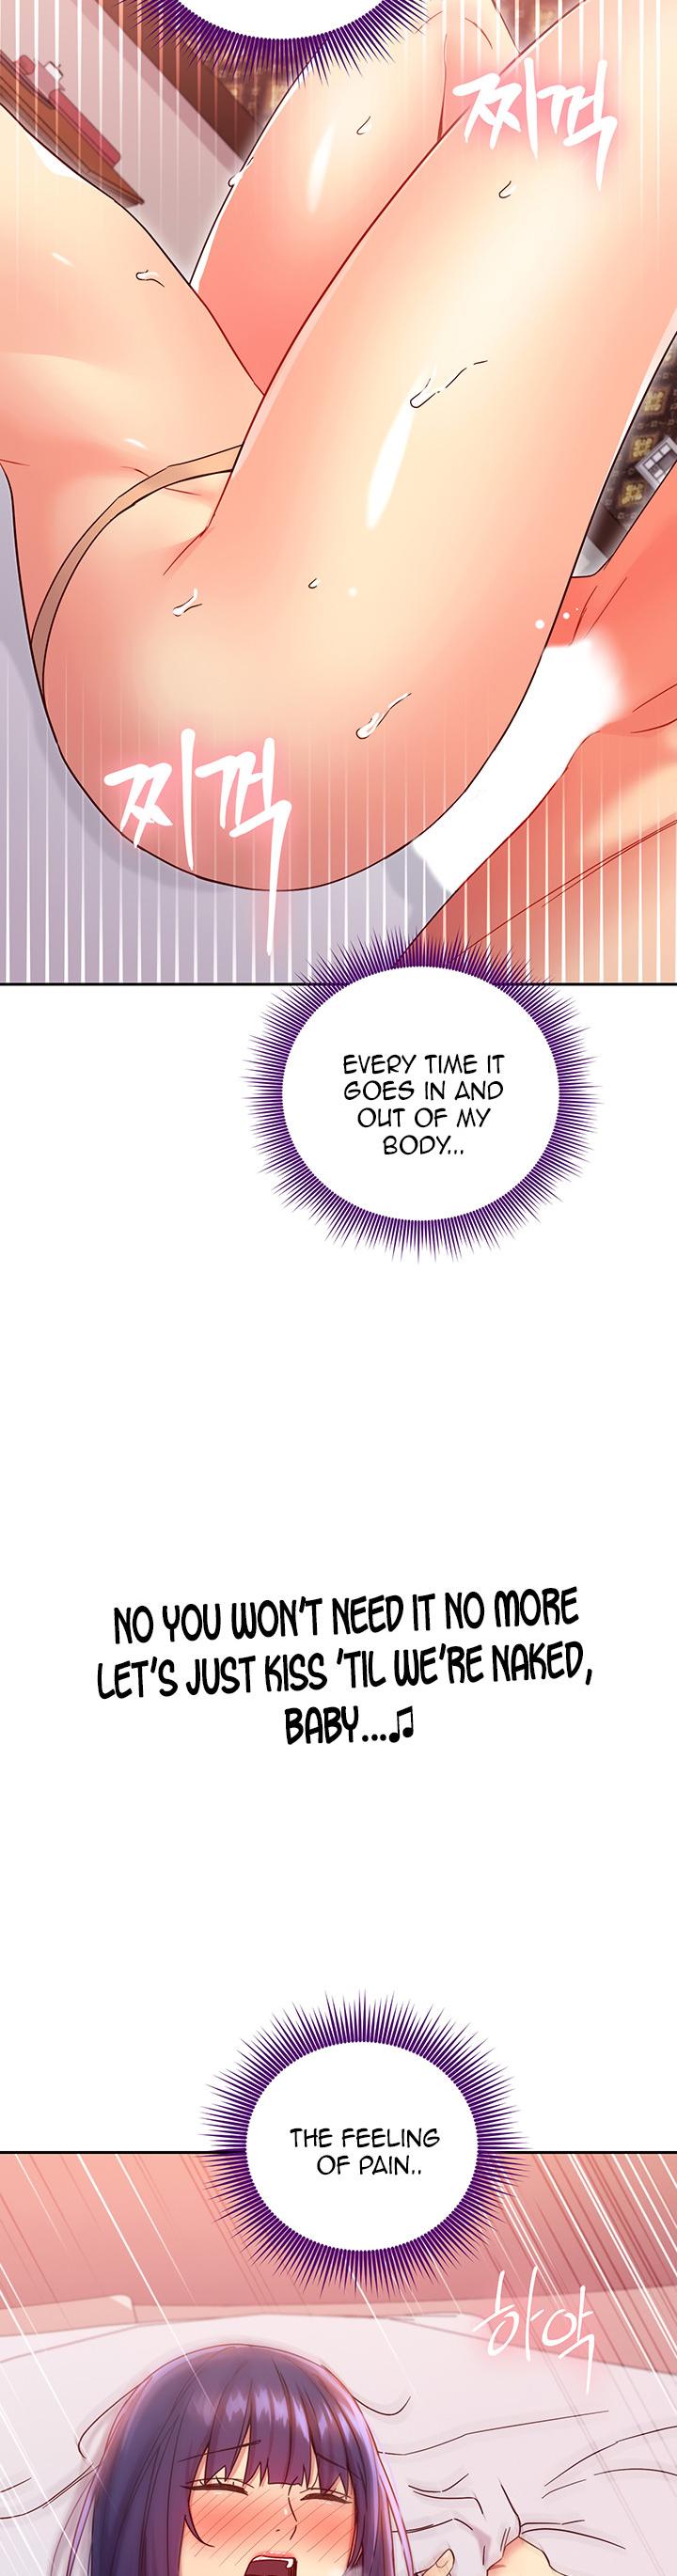 찌걱
찌걱
EVERY TIME IT
GOES IN AND
OUT OF MY
BODY...
NO YOU WON'T NEED IT NO MORE
LET'S JUST KISS 'TIL WE'RE NAKED,
BABY...♫
THE FEELING
OF PAIN..
하악